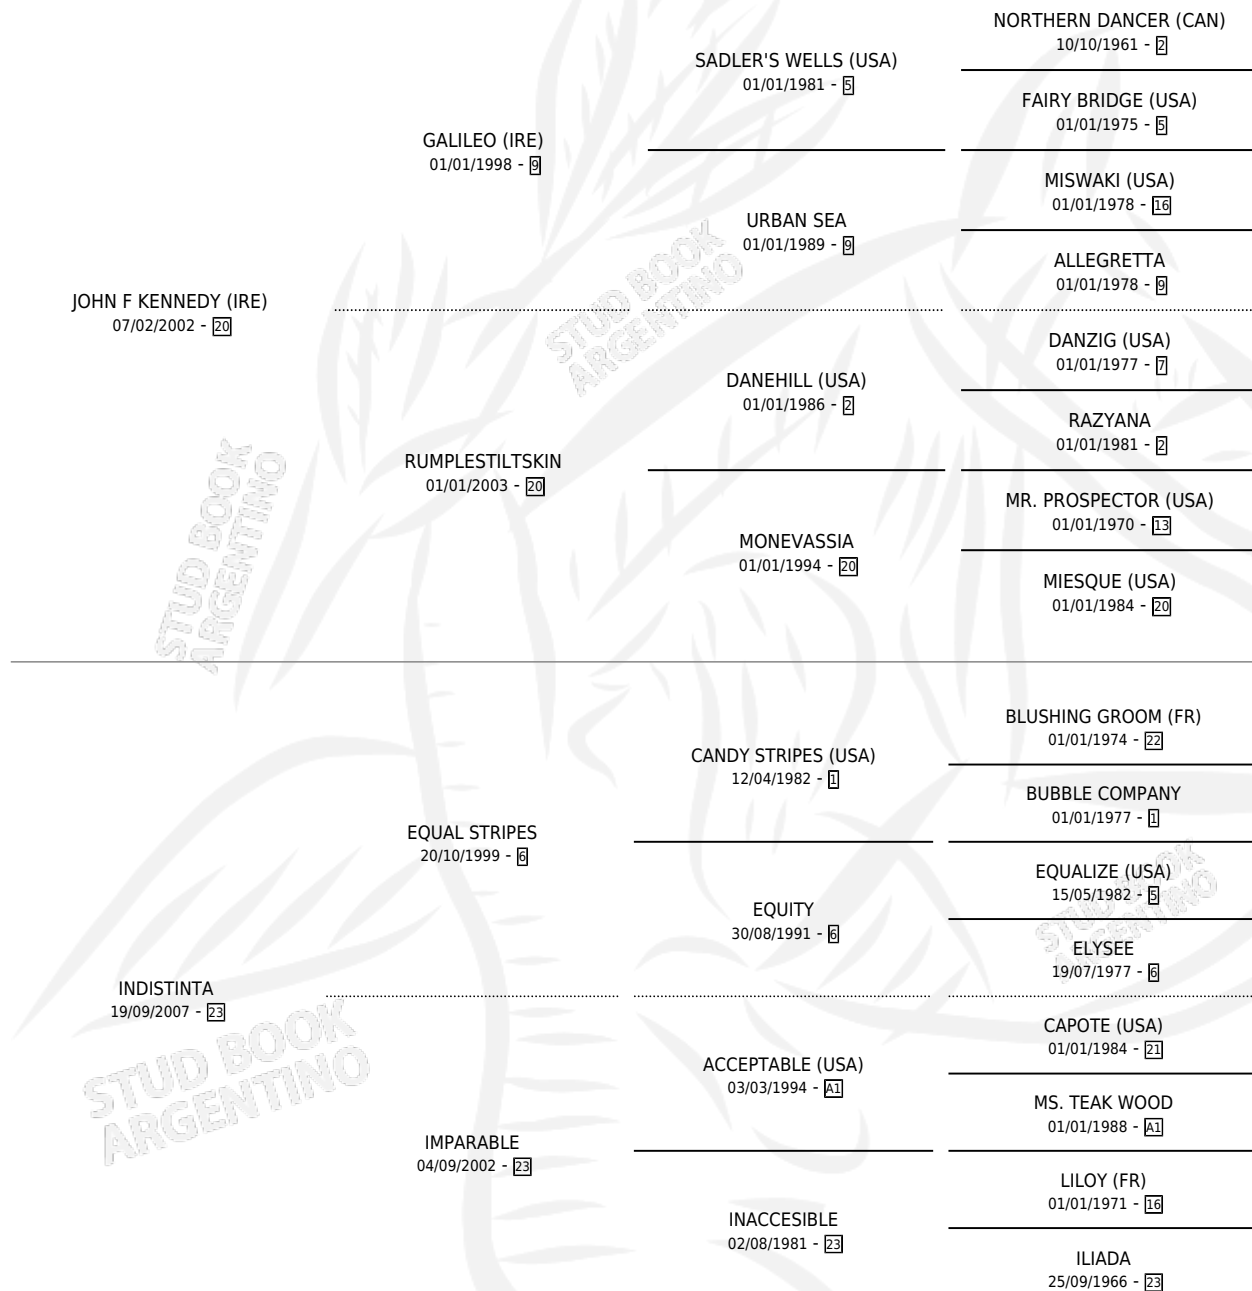 NORTHERN DANCER (CAN)
10/10/1961 - 2
SADLER'S WELLS (USA)
01/01/1981 - 5
FAIRY BRIDGE (USA)
01/01/1975 - 5
GALILEO (IRE)
01/01/1998 - 9
MISWAKI (USA)
01/01/1978 - 16
URBAN SEA
01/01/1989 - 9
ALLEGRETTA
01/01/1978 - 9
JOHN F KENNEDY (IRE)
07/02/2002 - 20
DANZIG (USA)
01/01/1977 - 7
DANEHILL (USA)
01/01/1986 - 2
RAZYANA
01/01/1981 - 2
RUMPLESTILTSKIN
01/01/2003 - 20
MR. PROSPECTOR (USA)
01/01/1970 - 13
MONEVASSIA
01/01/1994 - 20
MIESQUE (USA)
01/01/1984 - 20
BLUSHING GROOM (FR)
01/01/1974 - 22
CANDY STRIPES (USA)
12/04/1982 - 1
BUBBLE COMPANY
01/01/1977 - 1
EQUAL STRIPES
20/10/1999 - 6
EQUALIZE (USA)
15/05/1982 - 5
EQUITY
30/08/1991 - 6
ELYSEE
19/07/1977 - 6
INDISTINTA
19/09/2007 - 23
CAPOTE (USA)
01/01/1984 - 21
ACCEPTABLE (USA)
03/03/1994 - A1
MS. TEAK WOOD
01/01/1988 - A1
IMPARABLE
04/09/2002 - 23
LILOY (FR)
01/01/1971 - 16
INACCESIBLE
02/08/1981 - 23
ILIADA
25/09/1966 - 23
STUD BOOK
ARGENTINO
STUD BOOK
ARGENTINO
STUD BOOK
ARGENTINO
STUD BOOK
ARGENTINO